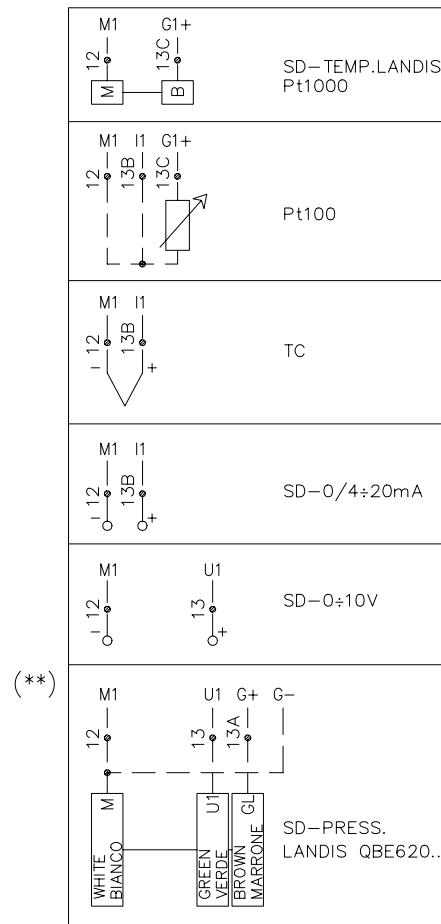 M1 G1+
12 13C
M B
SD-TEMP.LANDIS
Pt1000
M1 I1 G1+
12 13B 13C
Pt100
M1 I1
12 13B
- +
TC
M1 I1
12 13B
- +
SD-0/4÷20mA
M1 U1
12 13
- +
SD-0÷10V
(**)
M1 U1 G+ G-
12 13 13A
M U1 GL
WHITE
BIANCO
GREEN
VERDE
BROWN
MARRONE
SD-PRESS.
LANDIS QBE620..